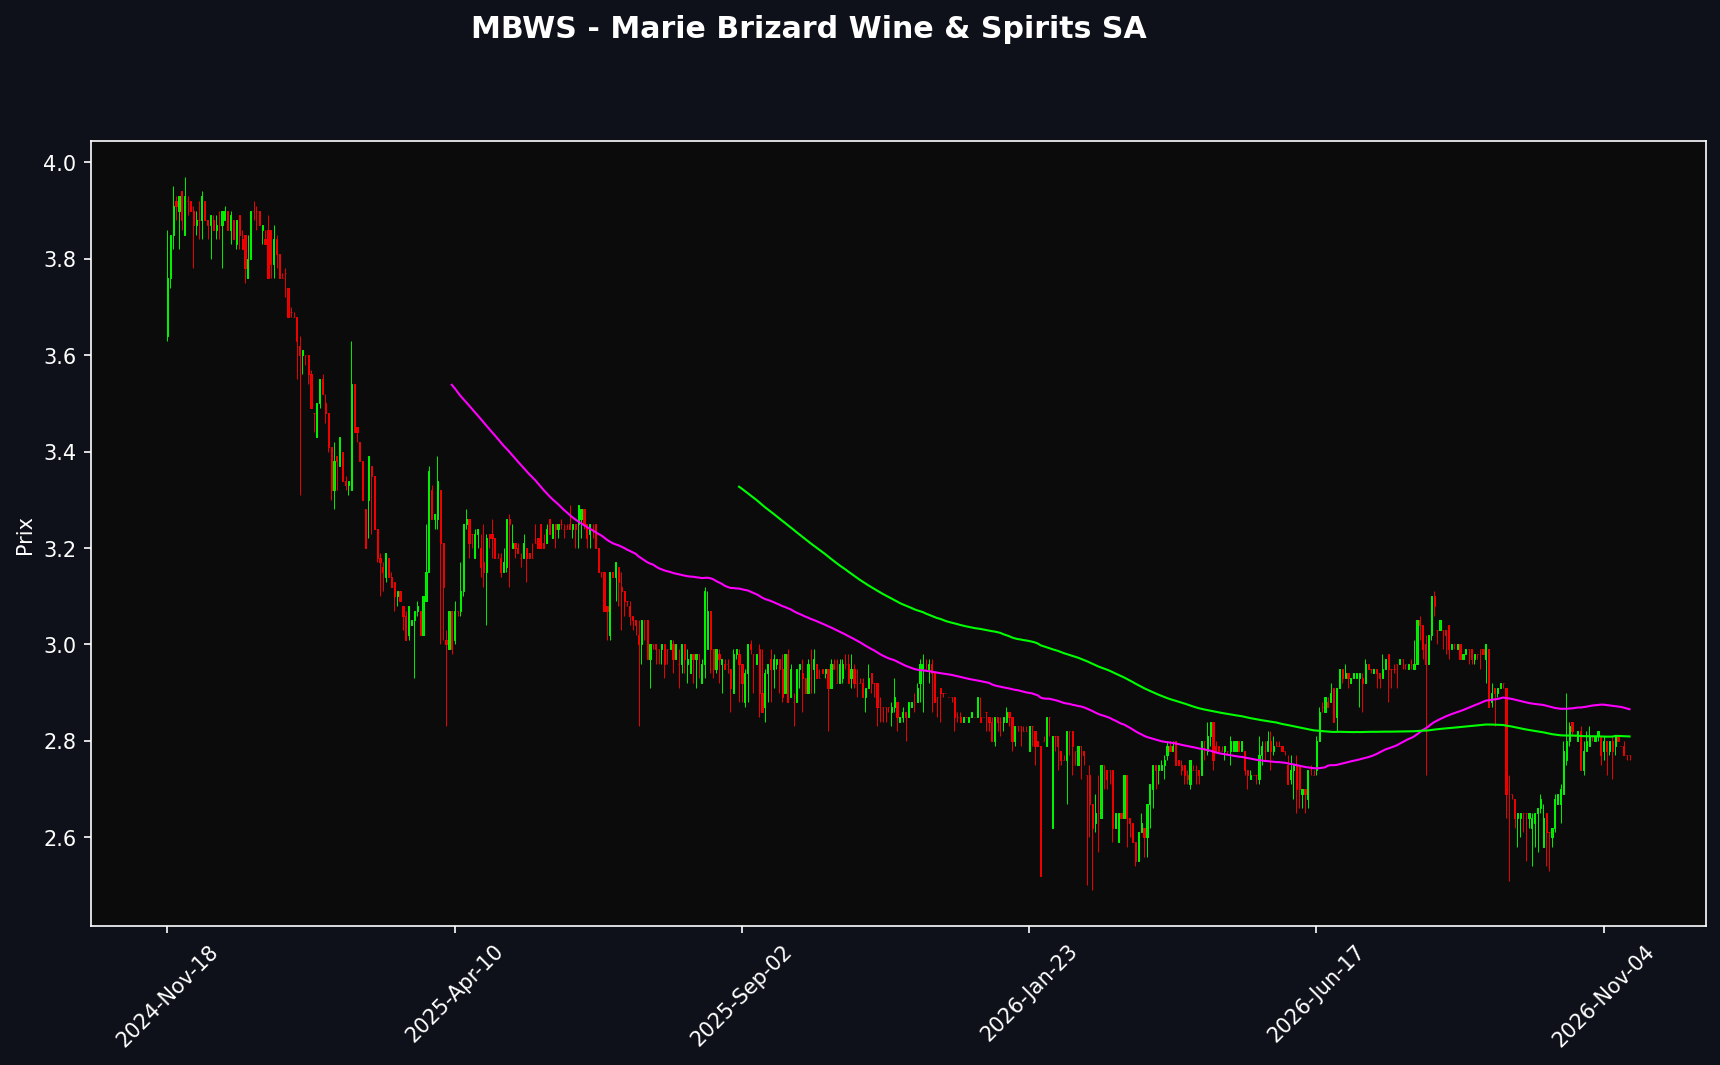 MBWS - Marie Brizard Wine & Spirits SA
Prix
4.0
3.8
3.6
3.4
3.2
3.0
2.8
2.6
2024-Nov-18
2025-Apr-10
2025-Sep-02
2026-Jan-23
2026-Jun-17
2026-Nov-04